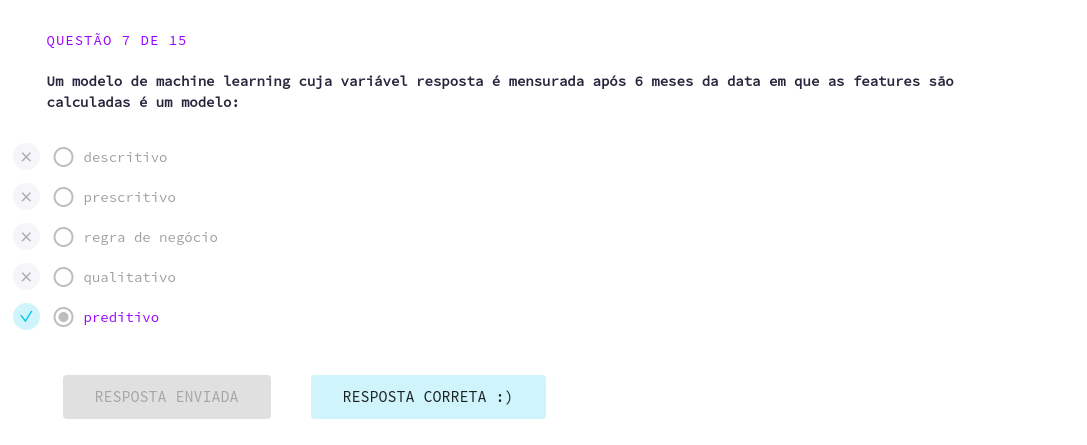 QUESTÃO 7 DE 15
Um modelo de machine learning cuja variável resposta é mensurada após 6 meses da data em que as features são
calculadas é um modelo:
descritivo
prescritivo
regra de negócio
qualitativo
preditivo
RESPOSTA ENVIADA
RESPOSTA CORRETA :)